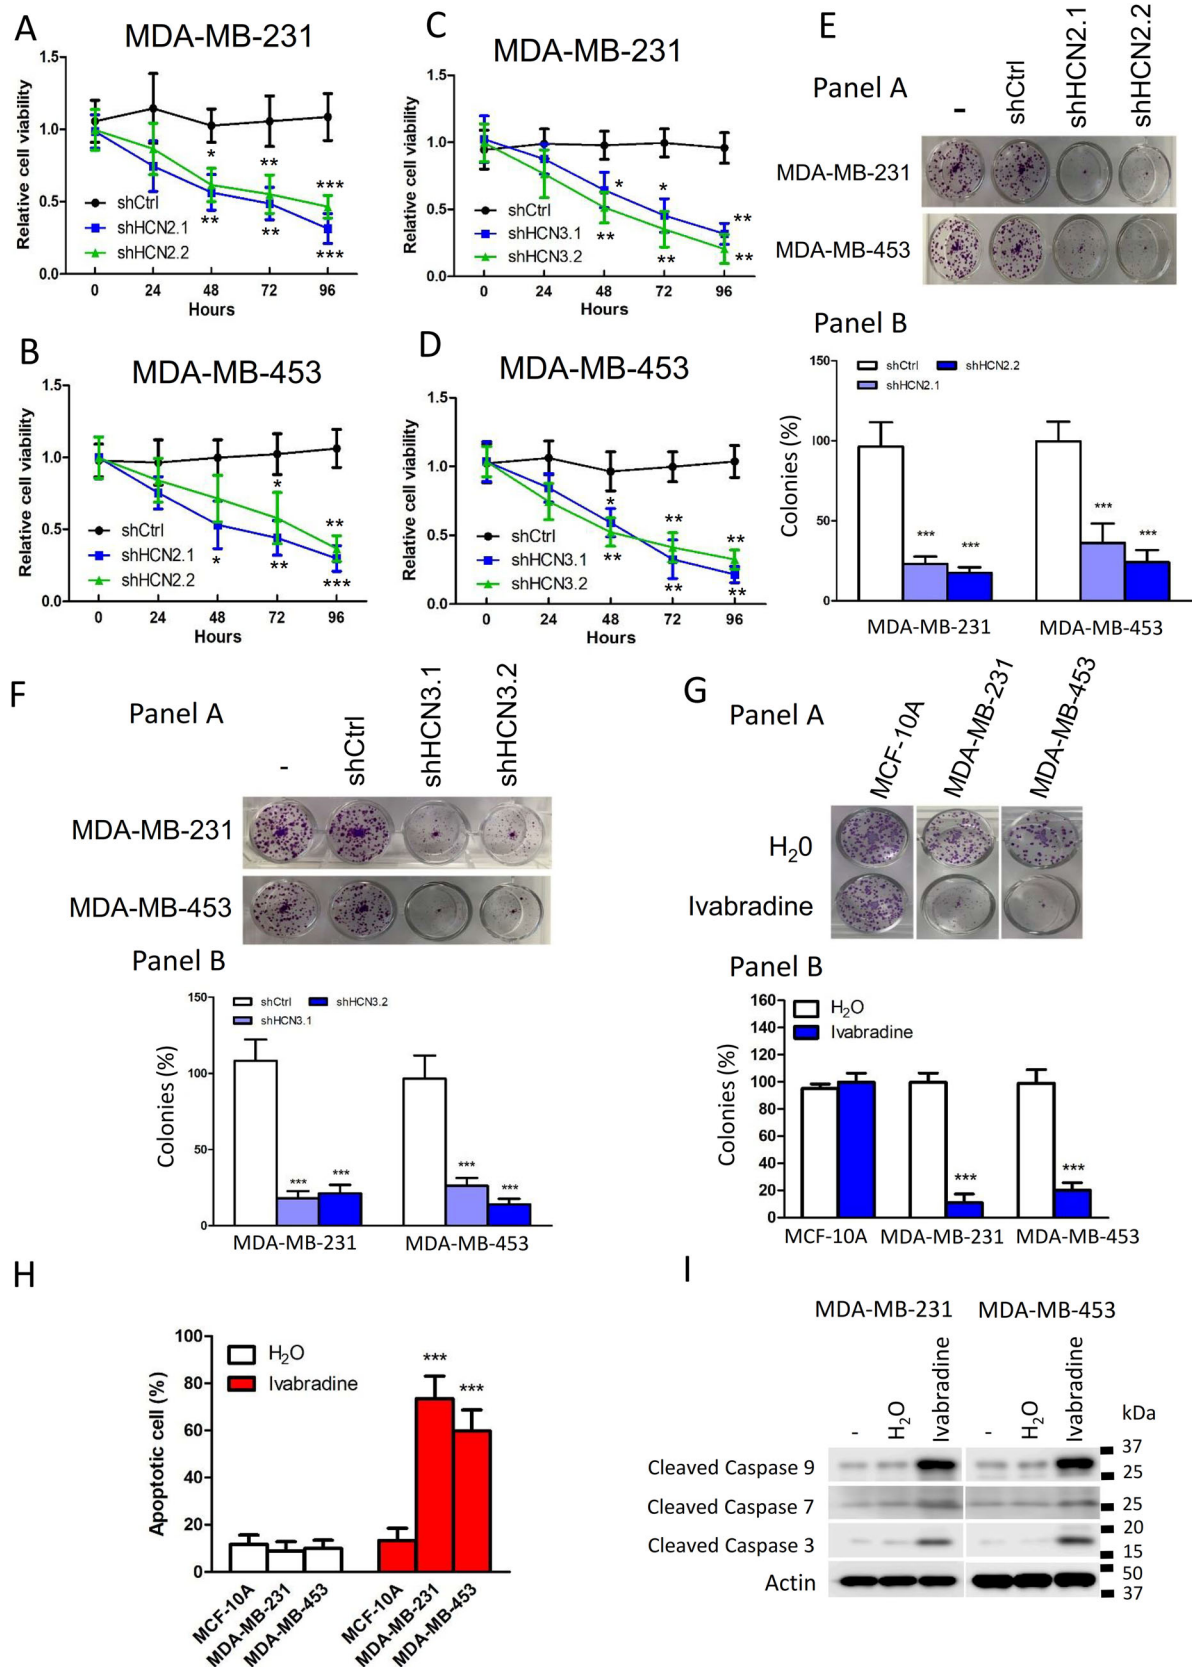 A
MDA-MB-231
1.5
1.0
0.5
0.0
Relative cell viability
shCtrl
shHCN2.1
shHCN2.2
* ** ***
** ** ***
0 24 48 72 96
Hours
B
MDA-MB-453
1.5
1.0
0.5
0.0
Relative cell viability
shCtrl
shHCN2.1
shHCN2.2
* **
* ** ***
0 24 48 72 96
Hours
C
MDA-MB-231
1.5
1.0
0.5
0.0
Relative cell viability
shCtrl
shHCN3.1
shHCN3.2
* * **
** ** **
0 24 48 72 96
Hours
D
MDA-MB-453
1.5
1.0
0.5
0.0
Relative cell viability
shCtrl
shHCN3.1
shHCN3.2
* ** **
** ** **
0 24 48 72 96
Hours
E
Panel A
- shCtrl shHCN2.1 shHCN2.2
MDA-MB-231
MDA-MB-453
Panel B
150
100
50
0
Colonies (%)
shCtrl shHCN2.2
shHCN2.1
*** *** *** ***
MDA-MB-231 MDA-MB-453
F
Panel A
- shCtrl shHCN3.1 shHCN3.2
MDA-MB-231
MDA-MB-453
Panel B
150
100
50
0
Colonies (%)
shCtrl shHCN3.2
shHCN3.1
*** *** *** ***
MDA-MB-231 MDA-MB-453
G
Panel A
MCF-10A MDA-MB-231 MDA-MB-453
H20
Ivabradine
Panel B
160
140
120
100
80
60
40
20
0
Colonies (%)
H2O
Ivabradine
*** ***
MCF-10A MDA-MB-231 MDA-MB-453
H
100
80
60
40
20
0
Apoptotic cell (%)
H2O
Ivabradine
*** ***
MCF-10A MDA-MB-231 MDA-MB-453 MCF-10A MDA-MB-231 MDA-MB-453
I
MDA-MB-231 MDA-MB-453
- H2O Ivabradine - H2O Ivabradine kDa
Cleaved Caspase 9 37
25
Cleaved Caspase 7 25
Cleaved Caspase 3 20
15
Actin 50
37